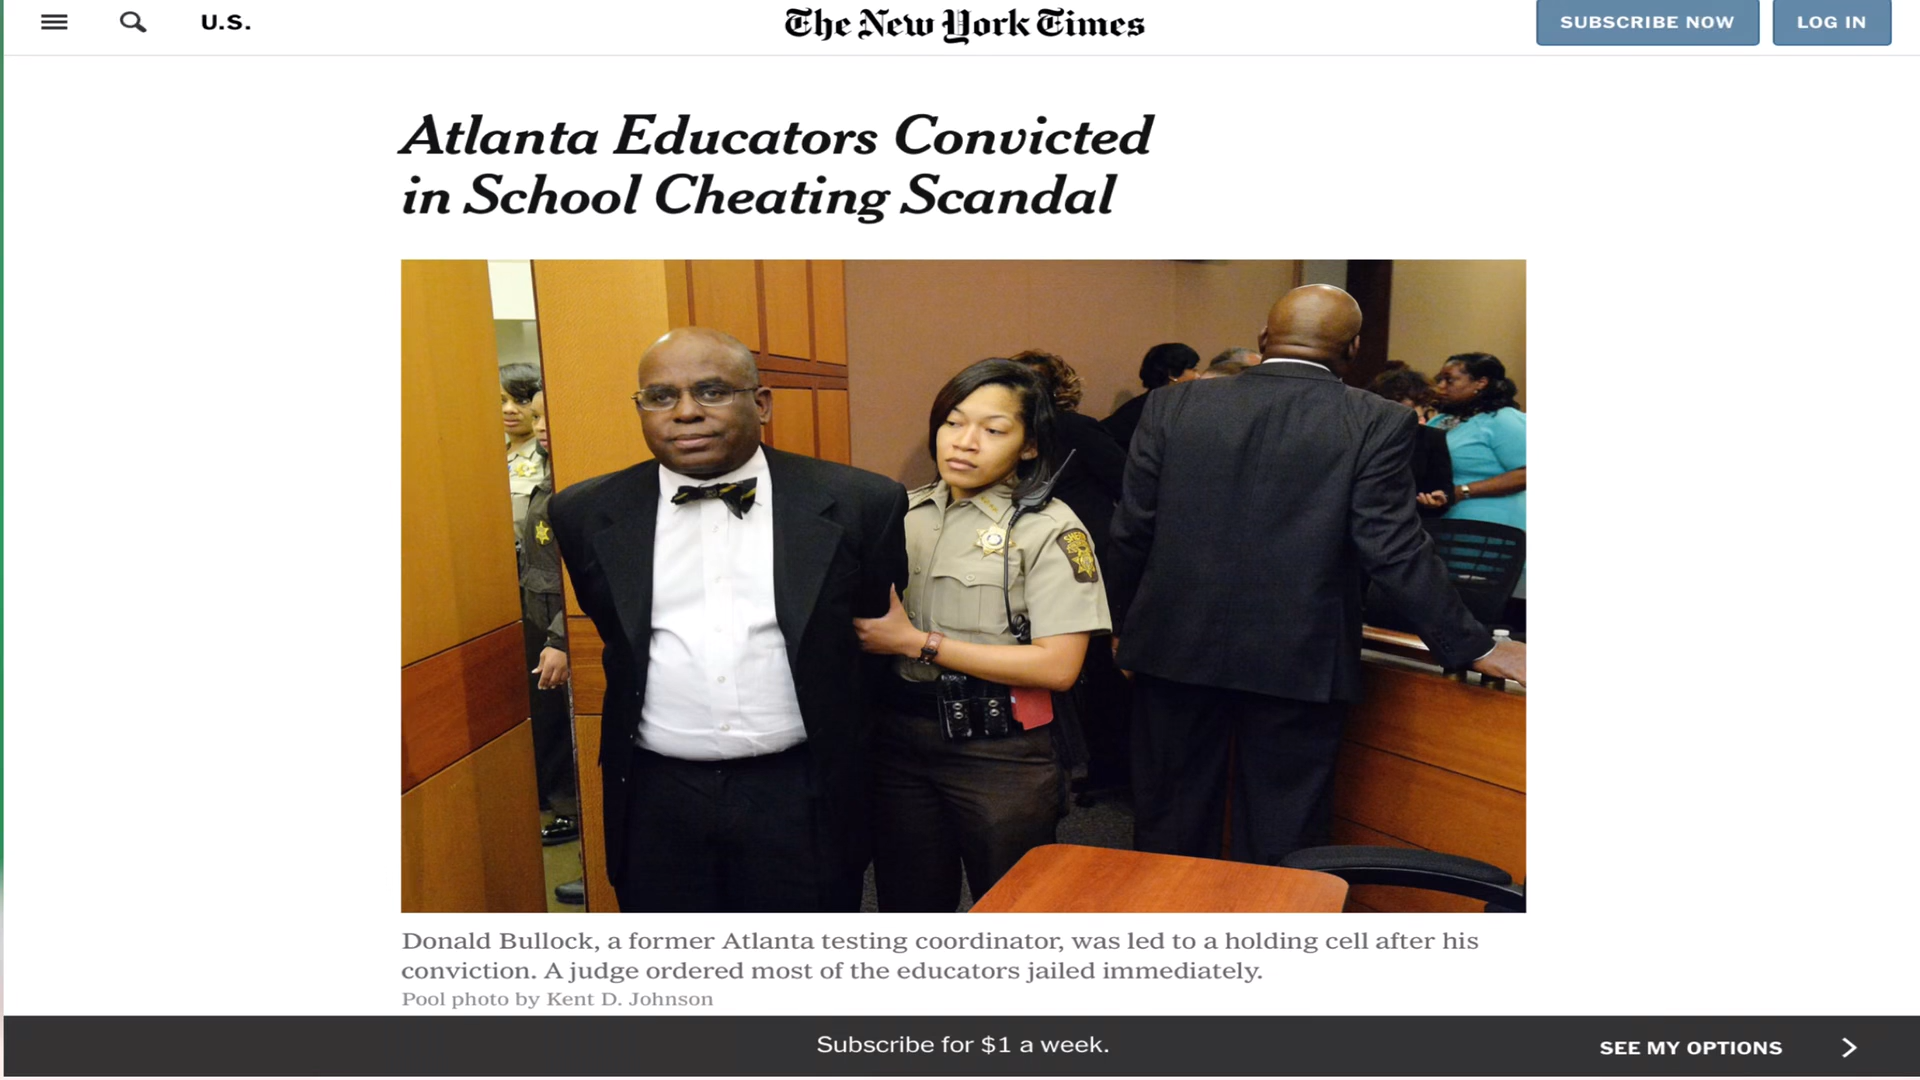 U.S.
The New York Times
SUBSCRIBE NOW
LOG IN
Atlanta Educators Convicted
in School Cheating Scandal
Donald Bullock, a former Atlanta testing coordinator, was led to a holding cell after his
conviction. A judge ordered most of the educators jailed immediately.
Pool photo by Kent D. Johnson
Subscribe for $1 a week.
SEE MY OPTIONS